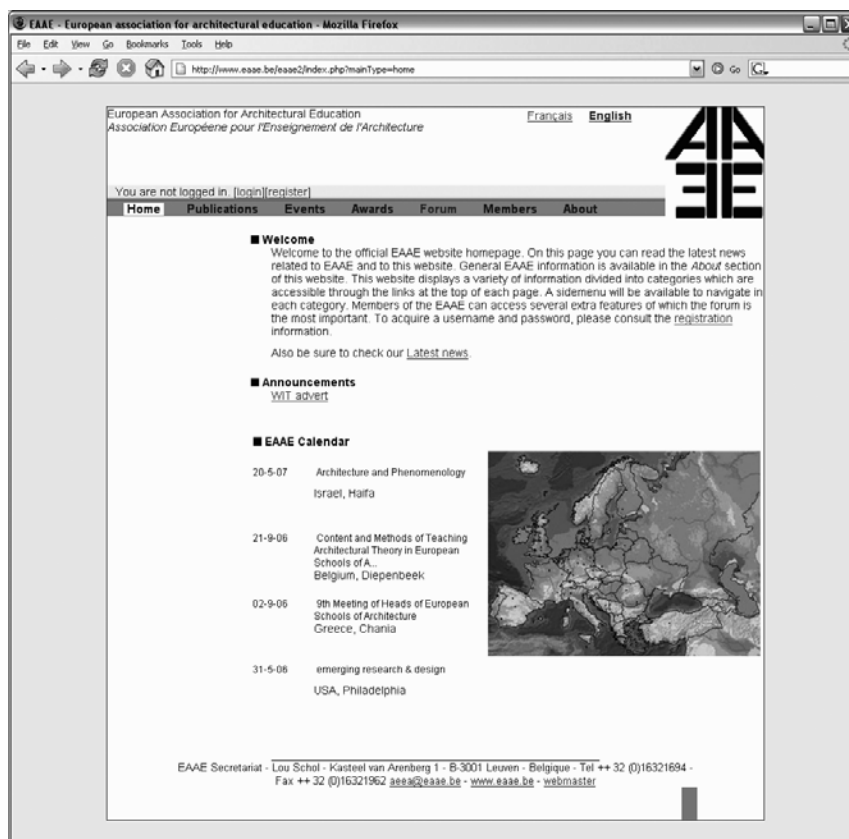 EAAE - European association for architectural education - Mozilla Firefox
File Edit View Go Bookmarks Tools Help
http://www.eaae.be/eaae2/index.php?mainType=home
Go
European Association for Architectural Education
Association Européene pour l'Enseignement de l'Architecture
Français English
You are not logged in. [login][register]
Home Publications Events Awards Forum Members About
Welcome
Welcome to the official EAAE website homepage. On this page you can read the latest news
related to EAAE and to this website. General EAAE information is available in the About section
of this website. This website displays a variety of information divided into categories which are
accessible through the links at the top of each page. A sidemenu will be available to navigate in
each category. Members of the EAAE can access several extra features of which the forum is
the most important. To acquire a username and password, please consult the registration
information.
Also be sure to check our Latest news.
Announcements
WIT advert
EAAE Calendar
20-5-07 Architecture and Phenomenology
Israel, Haifa
21-9-06 Content and Methods of Teaching
Architectural Theory in European
Schools of A...
Belgium, Diepenbeek
02-9-06 9th Meeting of Heads of European
Schools of Architecture
Greece, Chania
31-5-06 emerging research & design
USA, Philadelphia
EAAE Secretariat - Lou Schol - Kasteel van Arenberg 1 - B-3001 Leuven - Belgique - Tel ++ 32 (0)16321694 -
Fax ++ 32 (0)16321962 aeea@eaae.be - www.eaae.be - webmaster